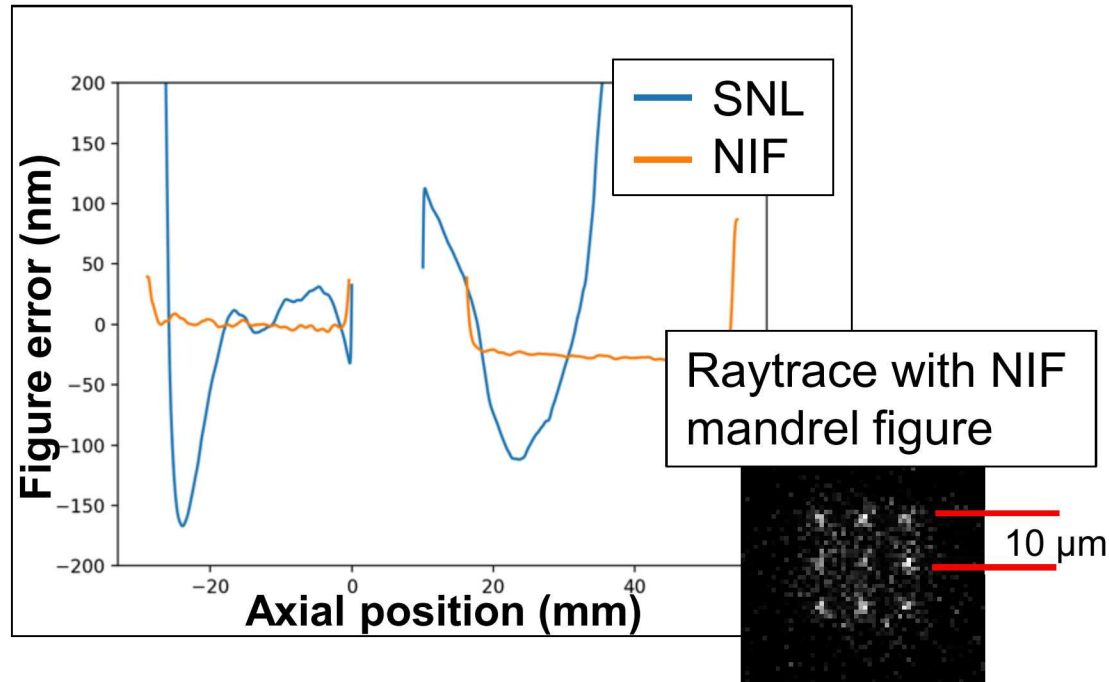 200
150
100
50
0
−50
−100
−150
−200
Figure error (nm)
−20
0
20
40
Axial position (mm)
SNL
NIF
Raytrace with NIF
mandrel figure
10 µm